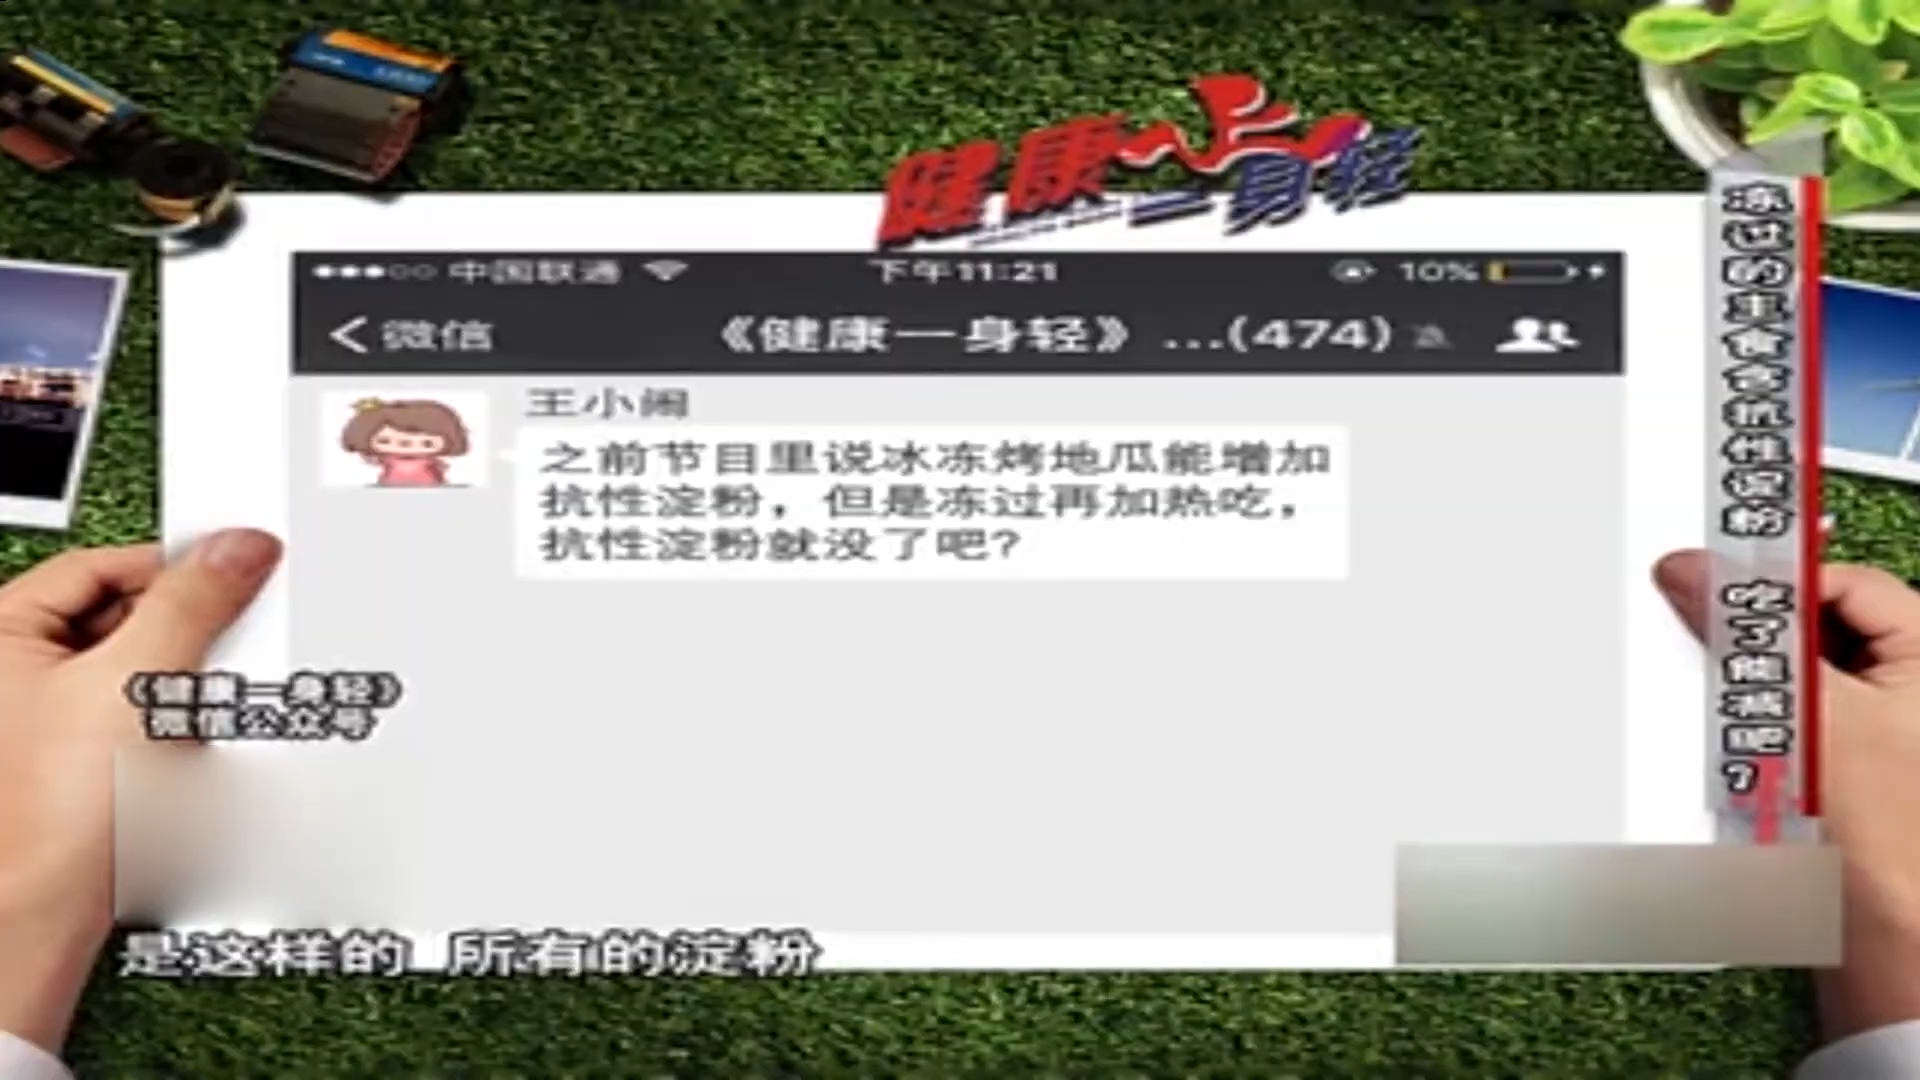 健康一身轻
中国联通
下午11:21
10%
微信
《健康一身轻》 ...(474)
王小闹
之前节目里说冰冻烤地瓜能增加
抗性淀粉，但是冻过再加热吃，
抗性淀粉就没了吧?
冻过的主食含抗性淀粉 吃了能减肥?
《健康一身轻》
微信公众号
是这样的 所有的淀粉